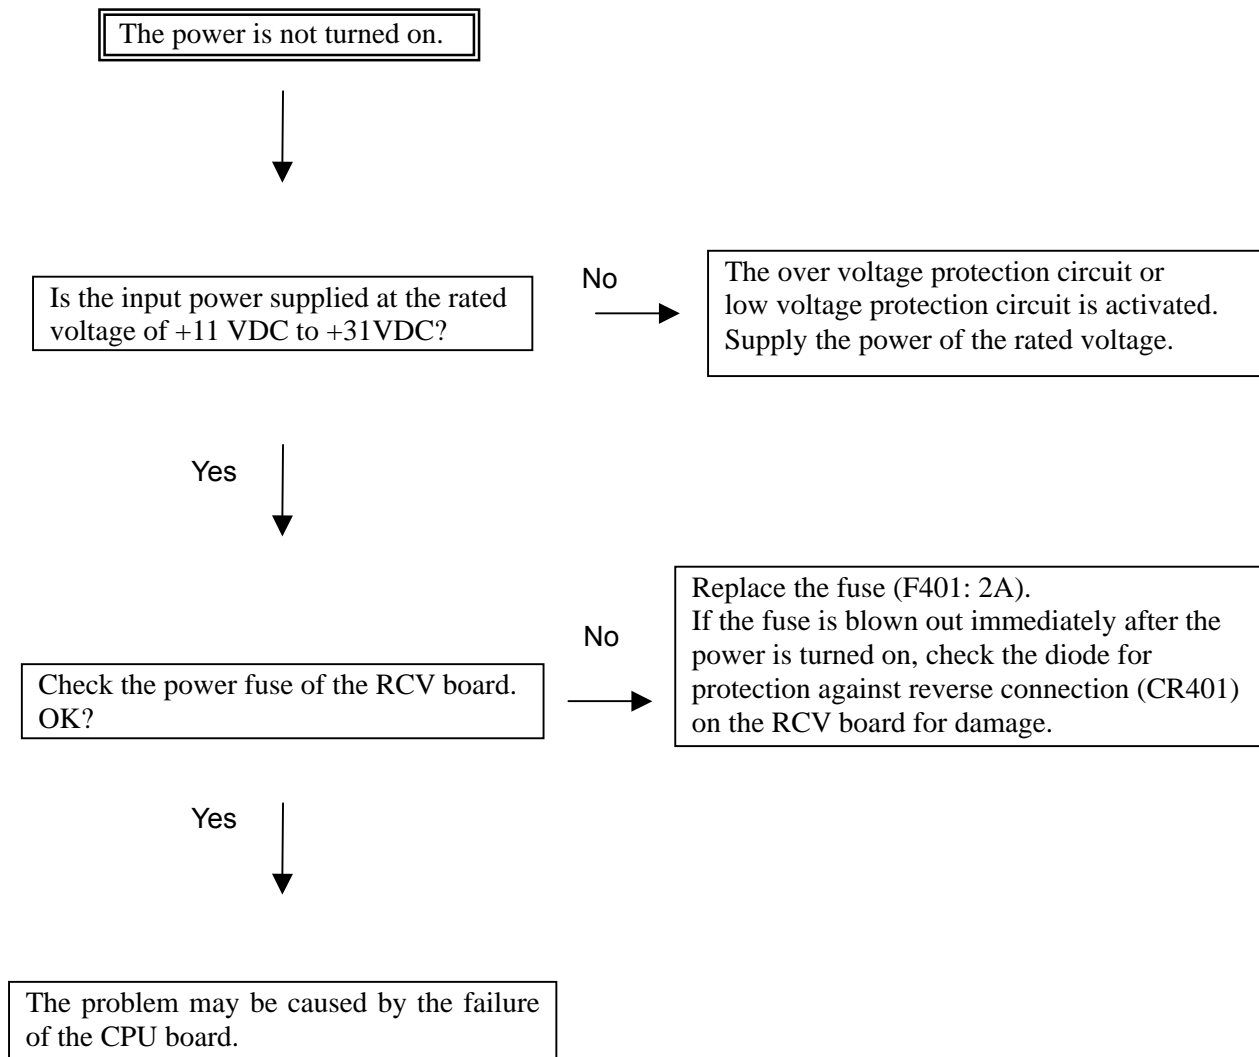 The power is not turned on.
Is the input power supplied at the rated
voltage of +11 VDC to +31VDC?
No
The over voltage protection circuit or
low voltage protection circuit is activated.
Supply the power of the rated voltage.
Yes
Check the power fuse of the RCV board.
OK?
No
Replace the fuse (F401: 2A).
If the fuse is blown out immediately after the
power is turned on, check the diode for
protection against reverse connection (CR401)
on the RCV board for damage.
Yes
The problem may be caused by the failure
of the CPU board.